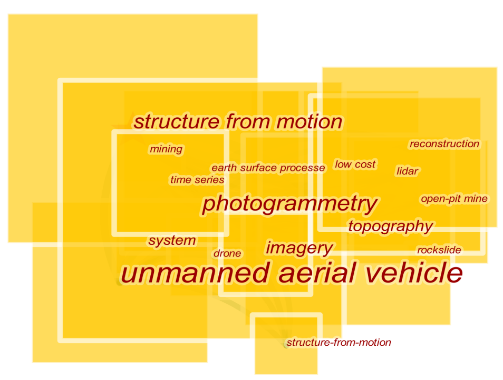 structure from motion
reconstruction
mining
earth surface processe
low cost
lidar
time series
open-pit mine
photogrammetry
topography
system
imagery
rockslide
drone
unmanned aerial vehicle
structure-from-motion